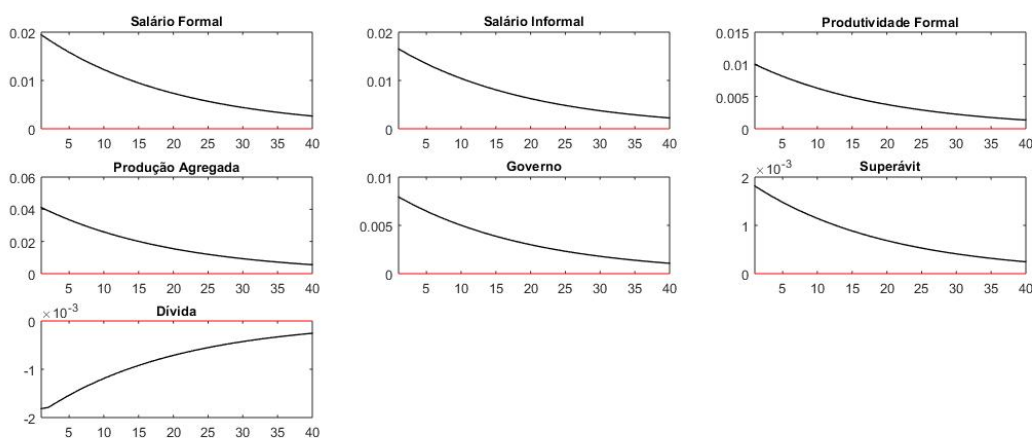 Salário Formal
0.02
0.01
0
5 10 15 20 25 30 35 40
Salário Informal
0.02
0.01
0
5 10 15 20 25 30 35 40
Produtividade Formal
0.015
0.01
0.005
0
5 10 15 20 25 30 35 40
Produção Agregada
0.06
0.04
0.02
0
5 10 15 20 25 30 35 40
Governo
0.01
0.005
0
5 10 15 20 25 30 35 40
Superávit
×10⁻³
2
1
0
5 10 15 20 25 30 35 40
Dívida
×10⁻³
0
-1
-2
5 10 15 20 25 30 35 40